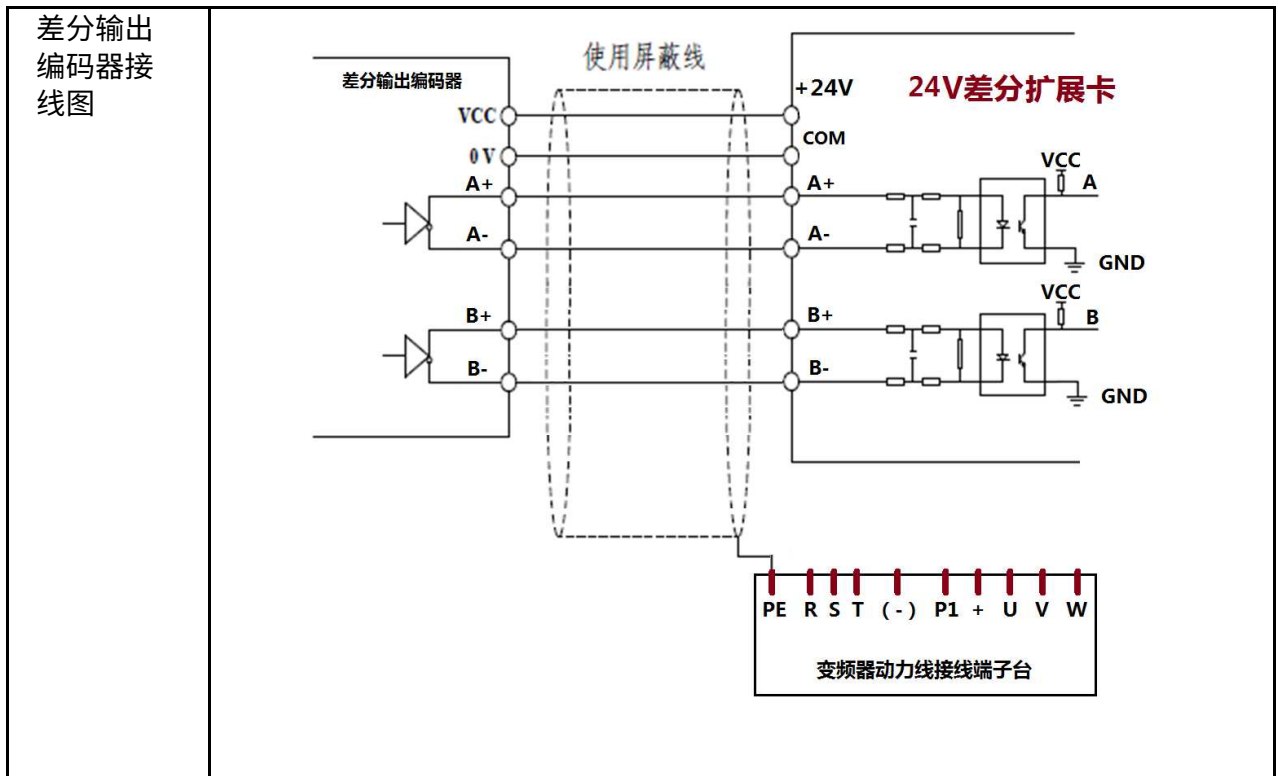 差分输出
编码器接
线图
使用屏蔽线
差分输出编码器
+24V
24V差分扩展卡
VCC
0 V
COM
A+
A+
A-
A-
VCC
A
GND
B+
B+
B-
B-
VCC
B
GND
PE R S T (-) P1 + U V W
变频器动力线接线端子台